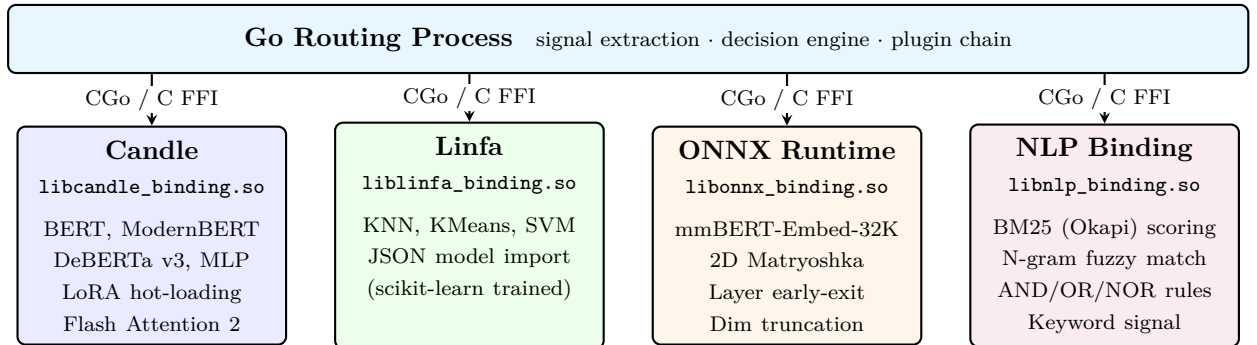 Go Routing Process signal extraction · decision engine · plugin chain
CGo / C FFI
CGo / C FFI
CGo / C FFI
CGo / C FFI
Candle
libcandle_binding.so
BERT, ModernBERT
DeBERTa v3, MLP
LoRA hot-loading
Flash Attention 2
Linfa
liblinfa_binding.so
KNN, KMeans, SVM
JSON model import
(scikit-learn trained)
ONNX Runtime
libonnx_binding.so
mmBERT-Embed-32K
2D Matryoshka
Layer early-exit
Dim truncation
NLP Binding
libnlp_binding.so
BM25 (Okapi) scoring
N-gram fuzzy match
AND/OR/NOR rules
Keyword signal